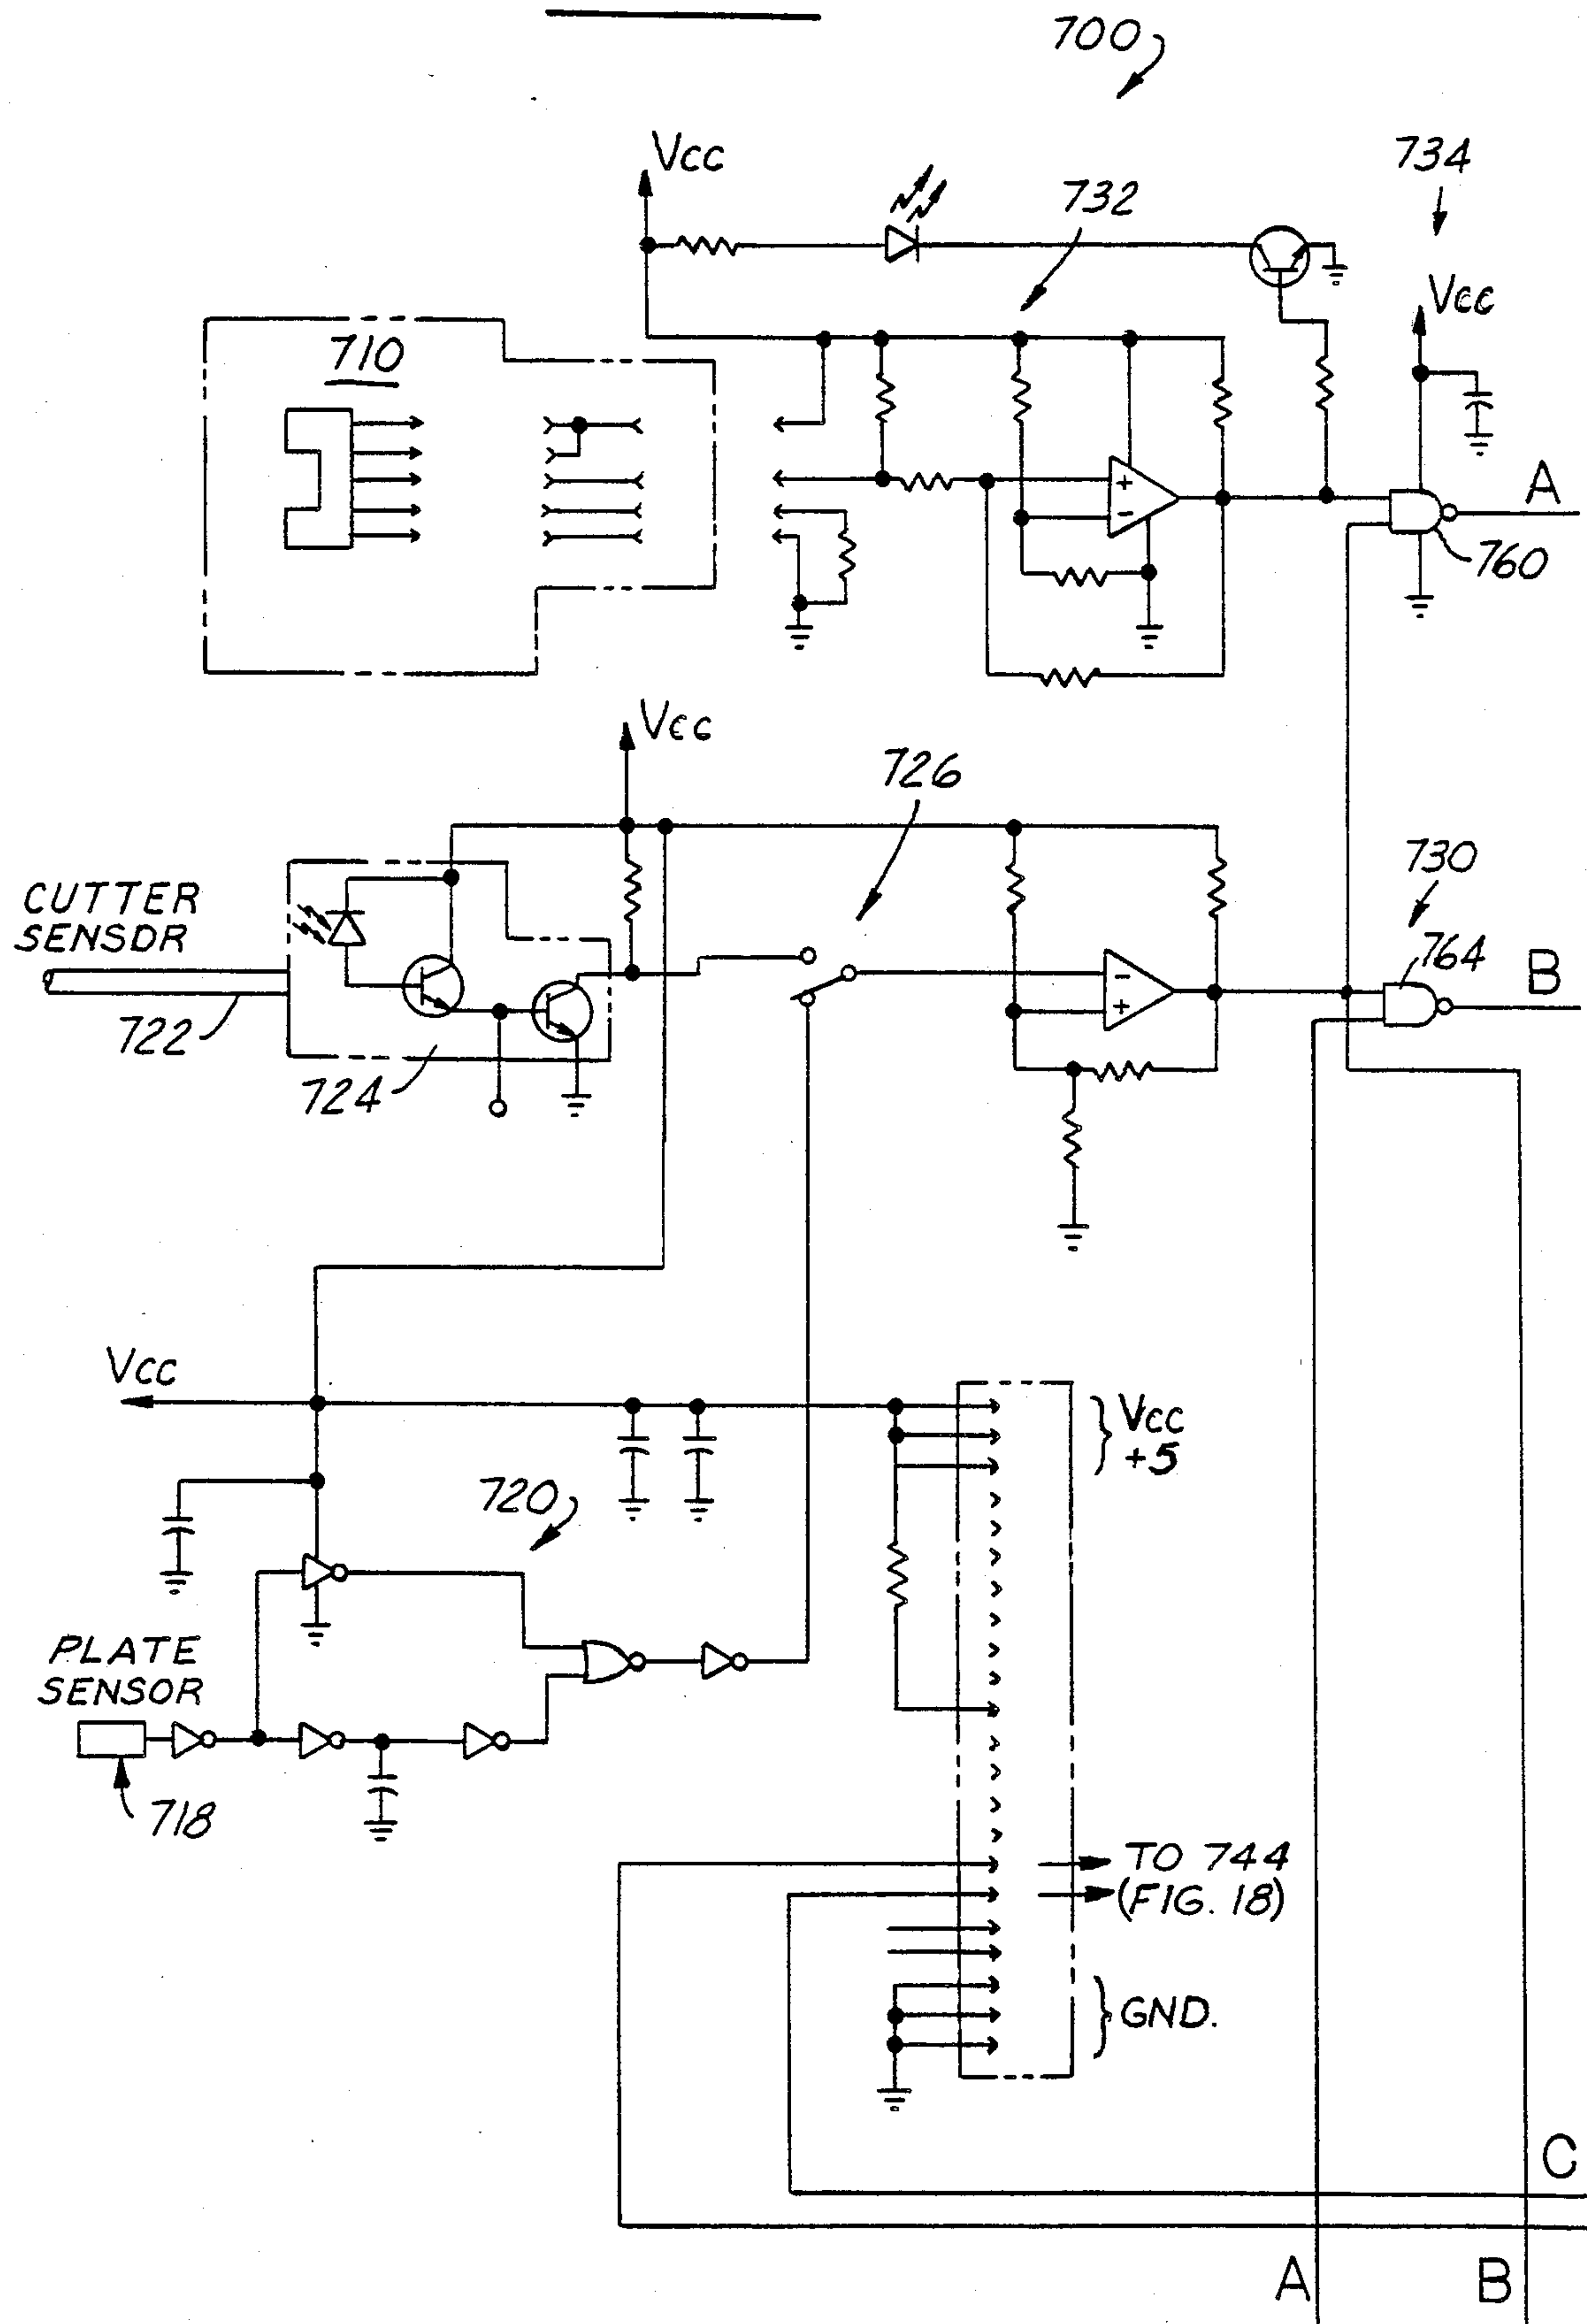 700
Vcc
734
732
Vcc
710
+
-
A
760
Vcc
726
CUTTER
SENSOR
730
764
B
-
+
722
724
Vcc
} Vcc
+5
720
PLATE
SENSOR
718
TO 744
(FIG. 18)
} GND.
C
A
B